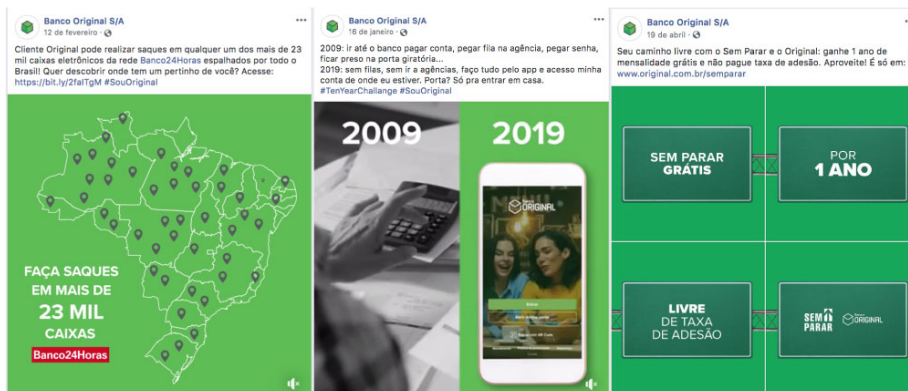 Banco Original S/A
12 de fevereiro ·
Cliente Original pode realizar saques em qualquer um dos mais de 23
mil caixas eletrônicos da rede Banco24Horas espalhados por todo o
Brasil! Quer descobrir onde tem um pertinho de você? Acesse:
https://bit.ly/2falTgM #SouOriginal
FAÇA SAQUES
EM MAIS DE
23 MIL
CAIXAS
Banco24Horas
Banco Original S/A
16 de janeiro ·
2009: ir até o banco pagar conta, pegar fila na agência, pegar senha,
ficar preso na porta giratória...
2019: sem filas, sem ir a agências, faço tudo pelo app e acesso minha
conta de onde eu estiver. Porta? Só pra entrar em casa.
#TenYearChallange #SouOriginal
2009
2019
ORIGINAL
Entrar
Banco Original S/A
19 de abril ·
Seu caminho livre com o Sem Parar e o Original: ganhe 1 ano de
mensalidade grátis e não pague taxa de adesão. Aproveite! É só em:
www.original.com.br/semparar
SEM PARAR
GRÁTIS
POR
1 ANO
LIVRE
DE TAXA
DE ADESÃO
SEM
PARAR
ORIGINAL